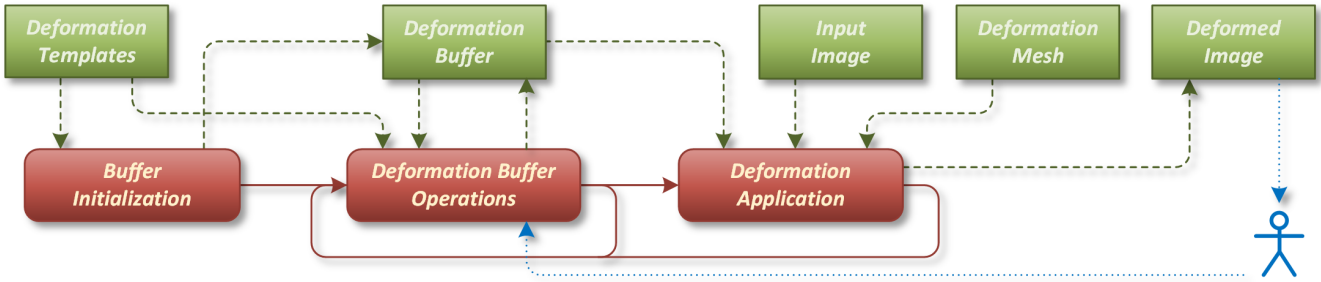 Deformation
Templates
Deformation
Buffer
Input
Image
Deformation
Mesh
Deformed
Image
Buffer
Initialization
Deformation Buffer
Operations
Deformation
Application